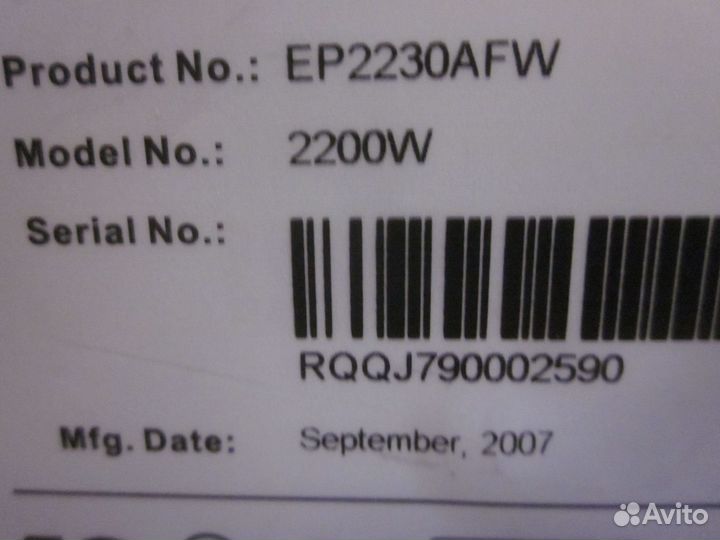 Product No.: EP2230AFW
Model No.: 2200W
Serial No.:
RQQJ790002590
Mfg. Date: September, 2007
Avito